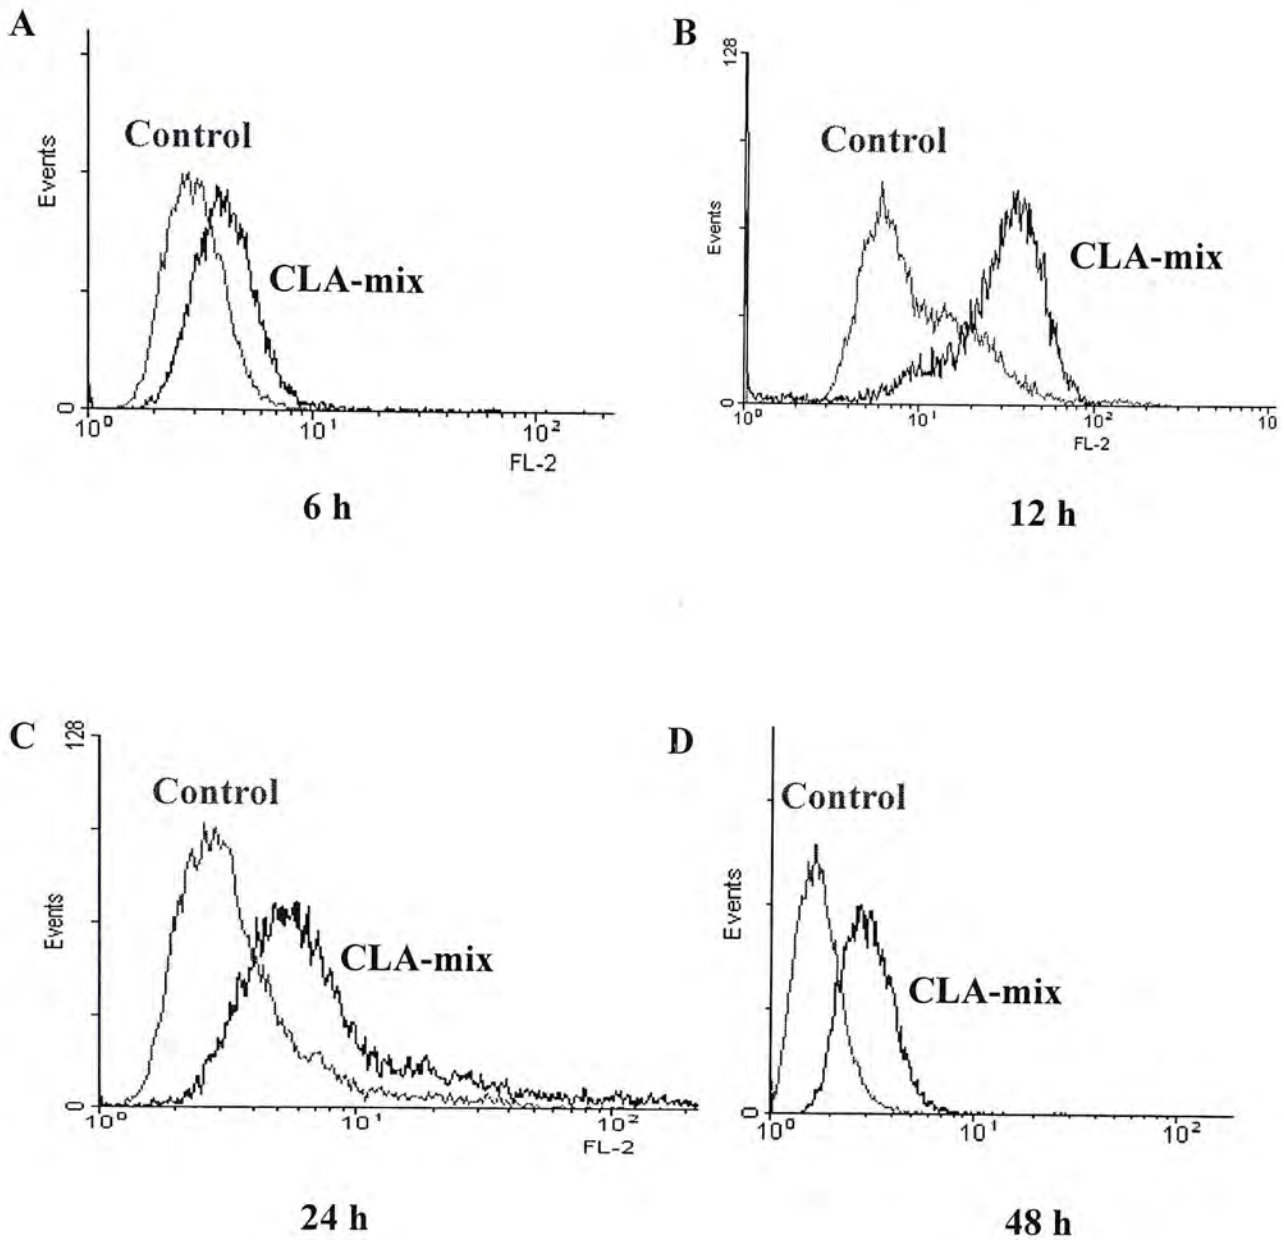 A
Control
CLA-mix
Events
0
10⁰
10¹
10²
FL-2
6 h
B
128
Control
CLA-mix
Events
0
10⁰
10¹
10²
10
FL-2
12 h
C
128
Control
CLA-mix
Events
0
10⁰
10¹
10²
FL-2
24 h
D
Control
CLA-mix
Events
0
10⁰
10¹
10²
48 h